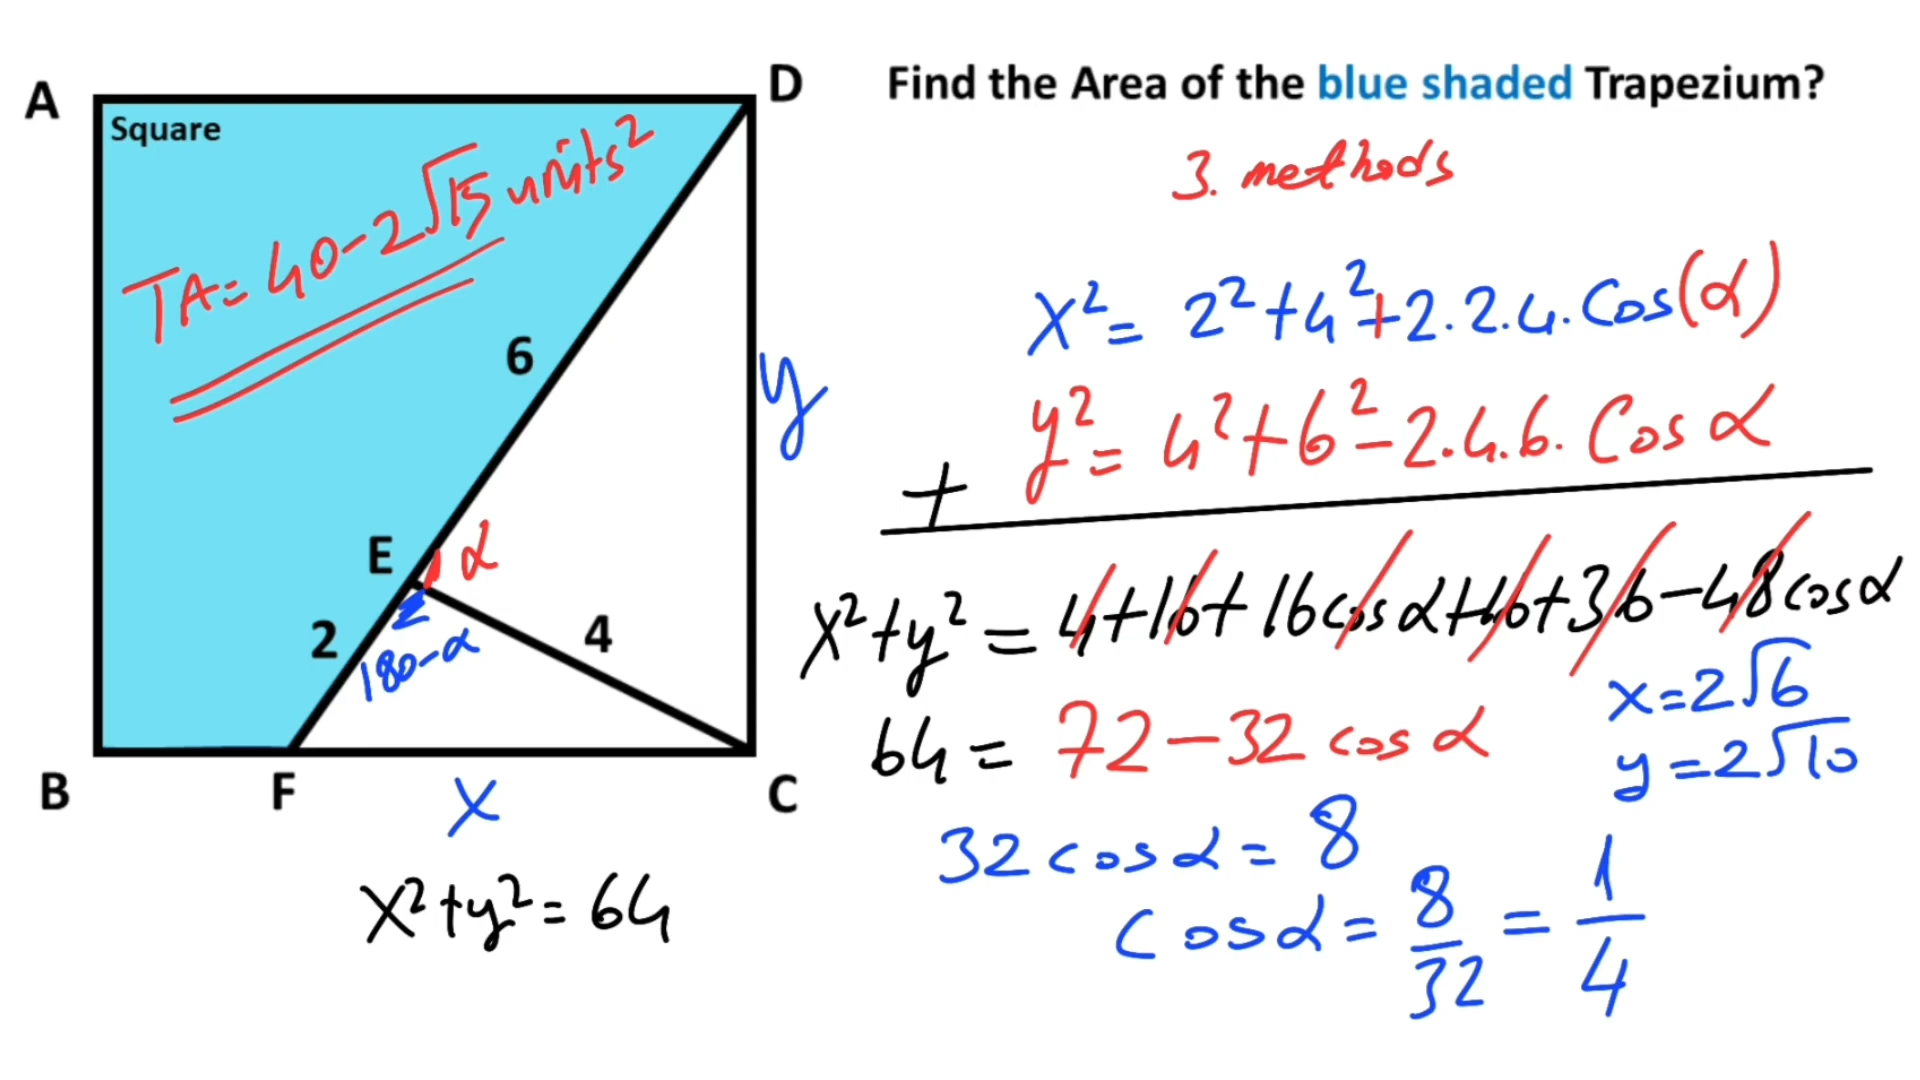 A
D
Find the Area of the blue shaded Trapezium?
Square
3. methods
TA = 40-2√15 units²
x² = 2²+4²+2.2.4.Cos(α)
6
y
y² = 4²+6²-2.4.6.Cos α
+
E
α
x²+y² = 4+16+16cosα+16+36-48cosα
2
4
180-α
x=2√6
64 = 72-32 cos α
y=2√10
B
F
x
C
32 cosα = 8
x²+y² = 64
cosα = 8/32 = 1/4